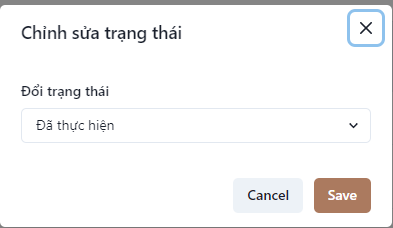 Chỉnh sửa trạng thái
Đổi trạng thái
Đã thực hiện
Cancel Save